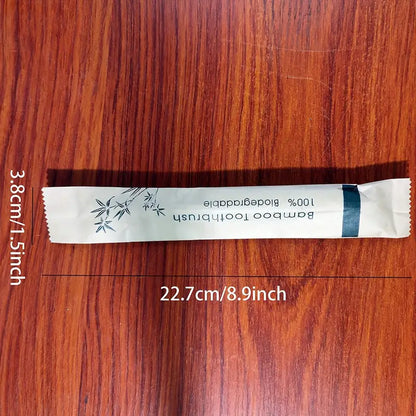 3.8cm/1.5inch
Bamboo Toothbrush
100% Biodegradable
22.7cm/8.9inch